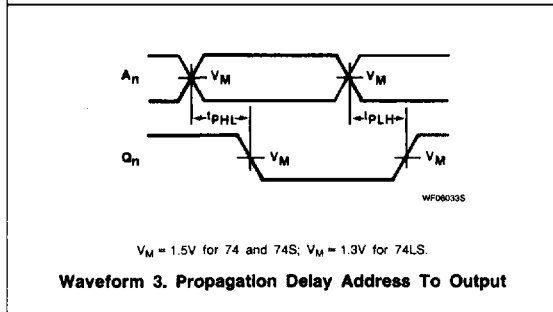 An
VM
VM
tPHL
tPLH
Qn
VM
VM
WF06033S
VM = 1.5V for 74 and 74S; VM = 1.3V for 74LS.
Waveform 3. Propagation Delay Address To Output